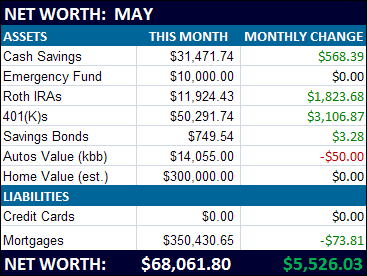 NET WORTH: MAY
ASSETS THIS MONTH MONTHLY CHANGE
Cash Savings $31,471.74 $568.39
Emergency Fund $10,000.00 $0.00
Roth IRAs $11,924.43 $1,823.68
401(K)s $50,291.74 $3,106.87
Savings Bonds $749.54 $3.28
Autos Value (kbb) $14,055.00 -$50.00
Home Value (est.) $300,000.00 $0.00
LIABILITIES
Credit Cards $0.00 $0.00
Mortgages $350,430.65 -$73.81
NET WORTH: $68,061.80 $5,526.03